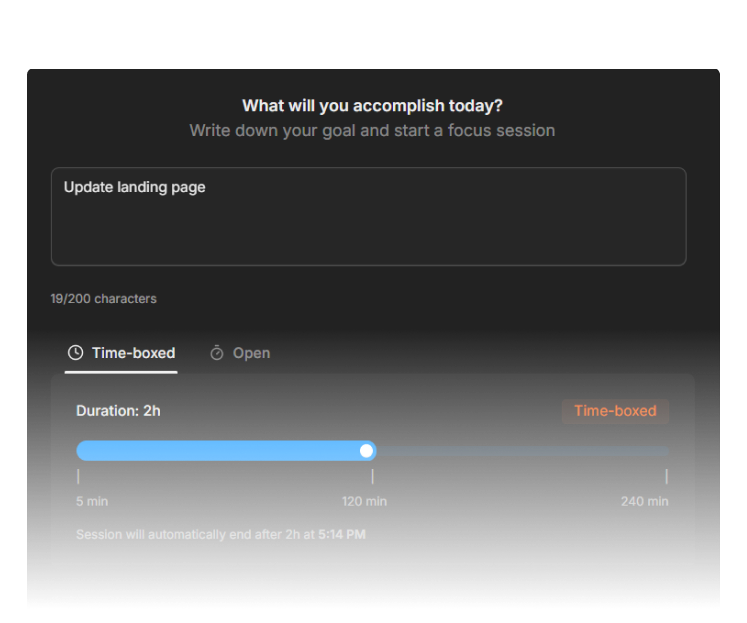 What will you accomplish today?
Write down your goal and start a focus session
Update landing page
19/200 characters
Time-boxed Open
Duration: 2h Time-boxed
5 min 120 min 240 min
Session will automatically end after 2h at 5:14 PM